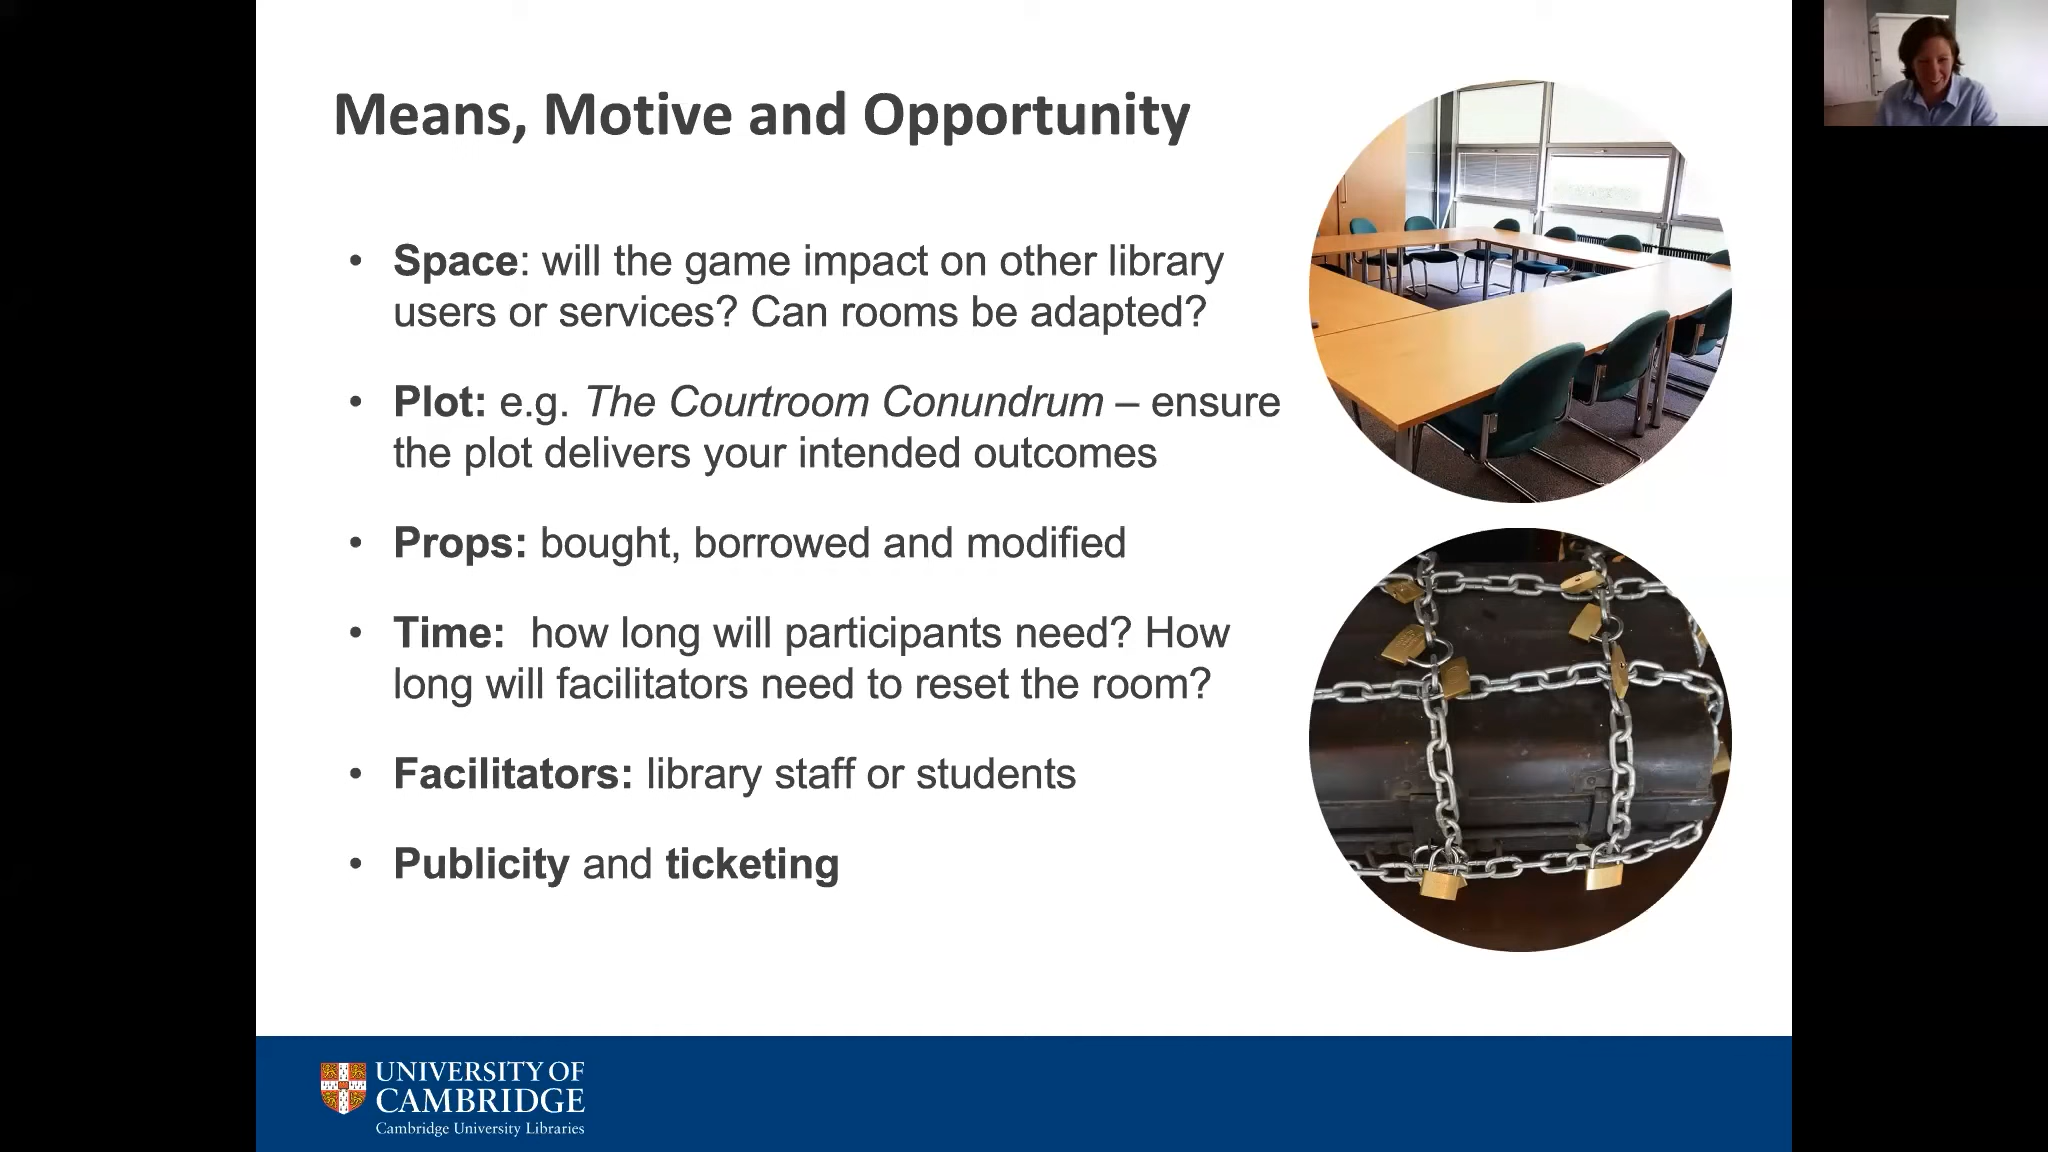 Means, Motive and Opportunity
• Space: will the game impact on other library
users or services? Can rooms be adapted?
• Plot: e.g. The Courtroom Conundrum – ensure
the plot delivers your intended outcomes
• Props: bought, borrowed and modified
• Time:  how long will participants need? How
long will facilitators need to reset the room?
• Facilitators: library staff or students
• Publicity and ticketing
UNIVERSITY OF
CAMBRIDGE
Cambridge University Libraries